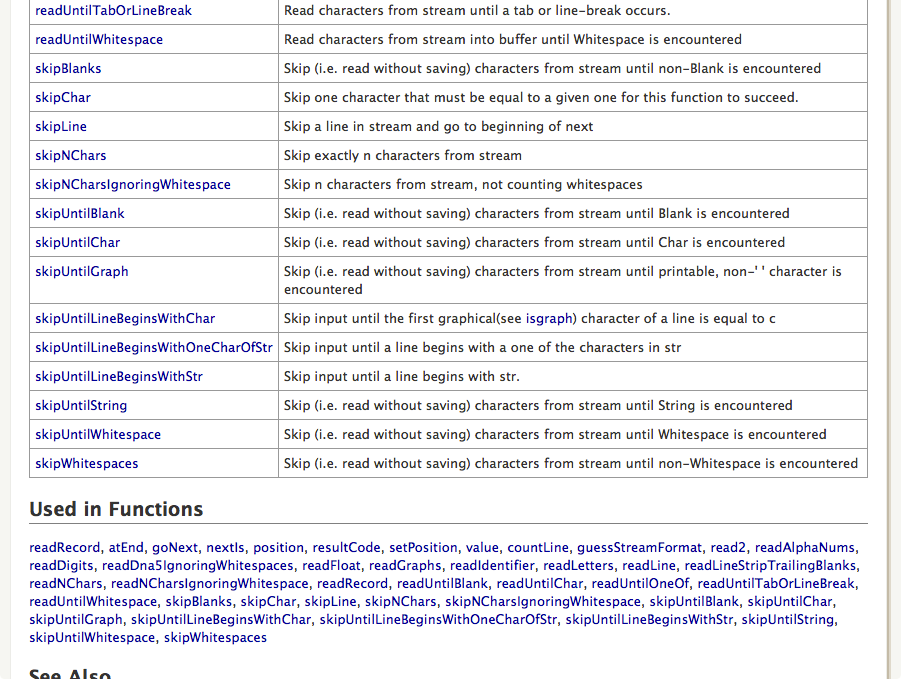 readUntilTabOrLineBreak Read characters from stream until a tab or line-break occurs.
readUntilWhitespace Read characters from stream into buffer until Whitespace is encountered
skipBlanks Skip (i.e. read without saving) characters from stream until non-Blank is encountered
skipChar Skip one character that must be equal to a given one for this function to succeed.
skipLine Skip a line in stream and go to beginning of next
skipNChars Skip exactly n characters from stream
skipNCharsIgnoringWhitespace Skip n characters from stream, not counting whitespaces
skipUntilBlank Skip (i.e. read without saving) characters from stream until Blank is encountered
skipUntilChar Skip (i.e. read without saving) characters from stream until Char is encountered
skipUntilGraph Skip (i.e. read without saving) characters from stream until printable, non-' ' character is
encountered
skipUntilLineBeginsWithChar Skip input until the first graphical(see isgraph) character of a line is equal to c
skipUntilLineBeginsWithOneCharOfStr Skip input until a line begins with a one of the characters in str
skipUntilLineBeginsWithStr Skip input until a line begins with str.
skipUntilString Skip (i.e. read without saving) characters from stream until String is encountered
skipUntilWhitespace Skip (i.e. read without saving) characters from stream until Whitespace is encountered
skipWhitespaces Skip (i.e. read without saving) characters from stream until non-Whitespace is encountered
Used in Functions
readRecord, atEnd, goNext, nextIs, position, resultCode, setPosition, value, countLine, guessStreamFormat, read2, readAlphaNums,
readDigits, readDna5IgnoringWhitespaces, readFloat, readGraphs, readIdentifier, readLetters, readLine, readLineStripTrailingBlanks,
readNChars, readNCharsIgnoringWhitespace, readRecord, readUntilBlank, readUntilChar, readUntilOneOf, readUntilTabOrLineBreak,
readUntilWhitespace, skipBlanks, skipChar, skipLine, skipNChars, skipNCharsIgnoringWhitespace, skipUntilBlank, skipUntilChar,
skipUntilGraph, skipUntilLineBeginsWithChar, skipUntilLineBeginsWithOneCharOfStr, skipUntilLineBeginsWithStr, skipUntilString,
skipUntilWhitespace, skipWhitespaces
See Also